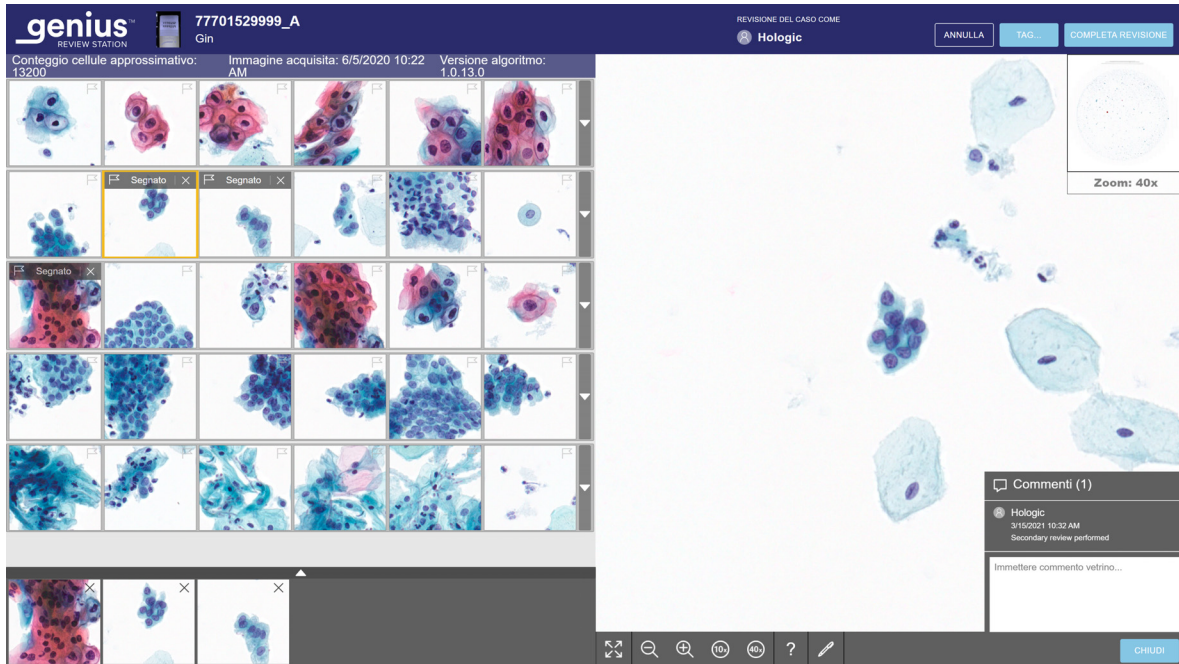 genius™
REVIEW STATION
77701529999_A
Gin
REVISIONE DEL CASO COME
Hologic
ANNULLA
TAG...
COMPLETA REVISIONE
Conteggio cellule approssimativo: 13200
Immagine acquisita: 6/5/2020 10:22 AM
Versione algoritmo: 1.0.13.0
Segnato
Segnato
Segnato
Zoom: 40x
Commenti (1)
Hologic
3/15/2021 10:32 AM
Secondary review performed
Immettere commento vetrino...
10x
40x
?
CHIUDI